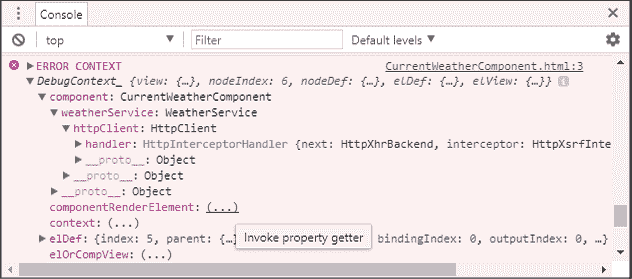 Console
top
Filter
Default levels
ERROR CONTEXT
CurrentWeatherComponent.html:3
DebugContext_ {view: {…}, nodeIndex: 6, nodeDef: {…}, elDef: {…}, elView: {…}}
component: CurrentWeatherComponent
weatherService: WeatherService
httpClient: HttpClient
handler: HttpInterceptorHandler {next: HttpXhrBackend, interceptor: HttpXsrfInte
__proto__: Object
__proto__: Object
__proto__: Object
componentRenderElement: (...)
context: (...)
elDef: {index: 5, parent: {…} bindingIndex: 0, outputIndex: 0, …}
Invoke property getter
elOrCompView: (...)